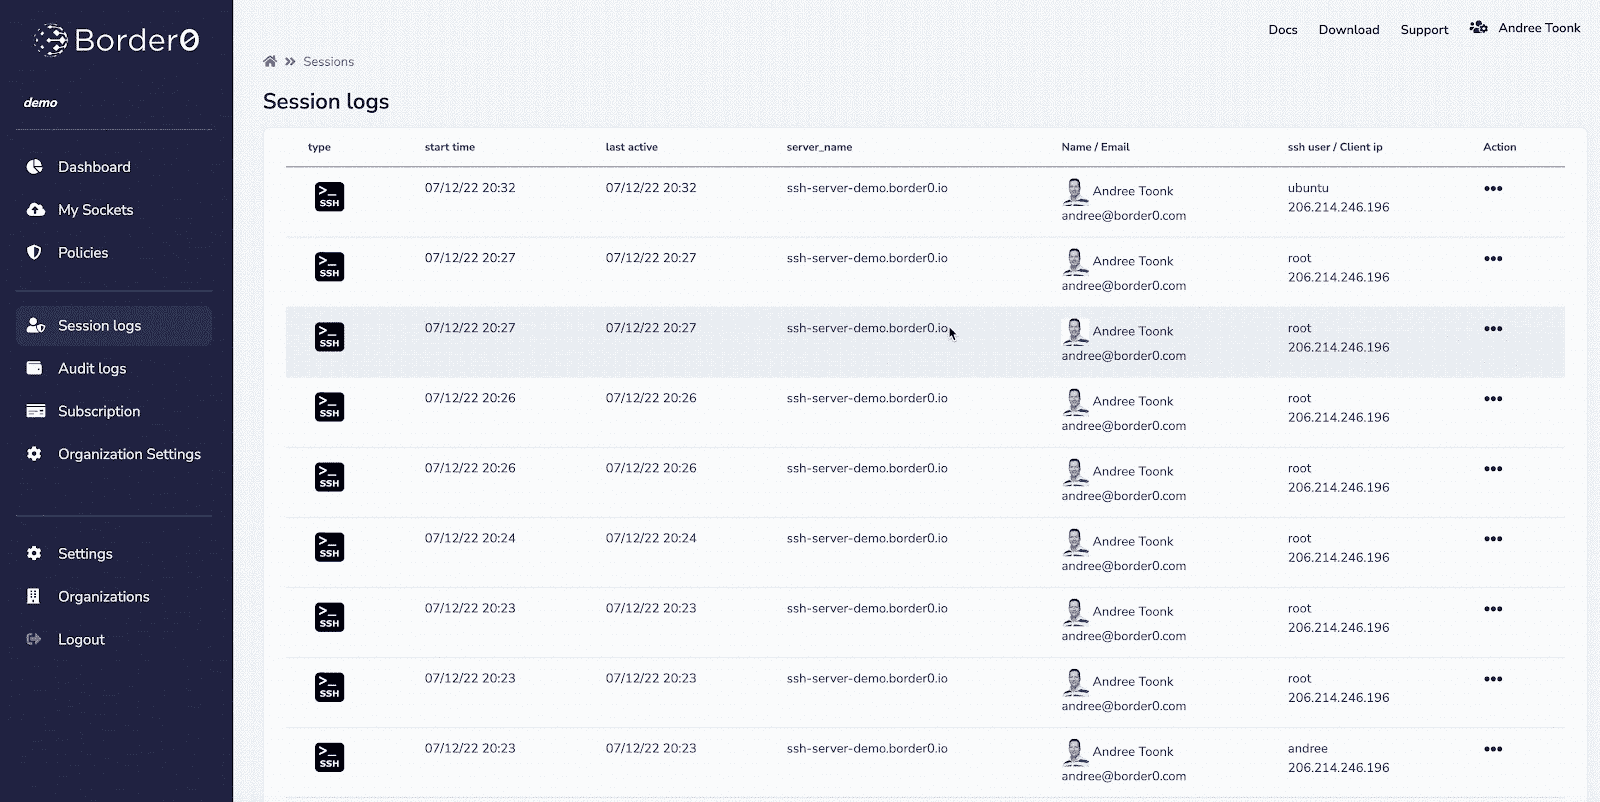 Border0
Docs Download Support Andree Toonk
Sessions
demo
Session logs
Dashboard
My Sockets
Policies
Session logs
Audit logs
Subscription
Organization Settings
Settings
Organizations
Logout
type start time last active server_name Name / Email ssh user / Client ip Action
>_ SSH 07/12/22 20:32 07/12/22 20:32 ssh-server-demo.border0.io Andree Toonk ubuntu
andree@border0.com 206.214.246.196
>_ SSH 07/12/22 20:27 07/12/22 20:27 ssh-server-demo.border0.io Andree Toonk root
andree@border0.com 206.214.246.196
>_ SSH 07/12/22 20:27 07/12/22 20:27 ssh-server-demo.border0.io Andree Toonk root
andree@border0.com 206.214.246.196
>_ SSH 07/12/22 20:26 07/12/22 20:26 ssh-server-demo.border0.io Andree Toonk root
andree@border0.com 206.214.246.196
>_ SSH 07/12/22 20:26 07/12/22 20:26 ssh-server-demo.border0.io Andree Toonk root
andree@border0.com 206.214.246.196
>_ SSH 07/12/22 20:24 07/12/22 20:24 ssh-server-demo.border0.io Andree Toonk root
andree@border0.com 206.214.246.196
>_ SSH 07/12/22 20:23 07/12/22 20:23 ssh-server-demo.border0.io Andree Toonk root
andree@border0.com 206.214.246.196
>_ SSH 07/12/22 20:23 07/12/22 20:23 ssh-server-demo.border0.io Andree Toonk root
andree@border0.com 206.214.246.196
>_ SSH 07/12/22 20:23 07/12/22 20:23 ssh-server-demo.border0.io Andree Toonk andree
andree@border0.com 206.214.246.196